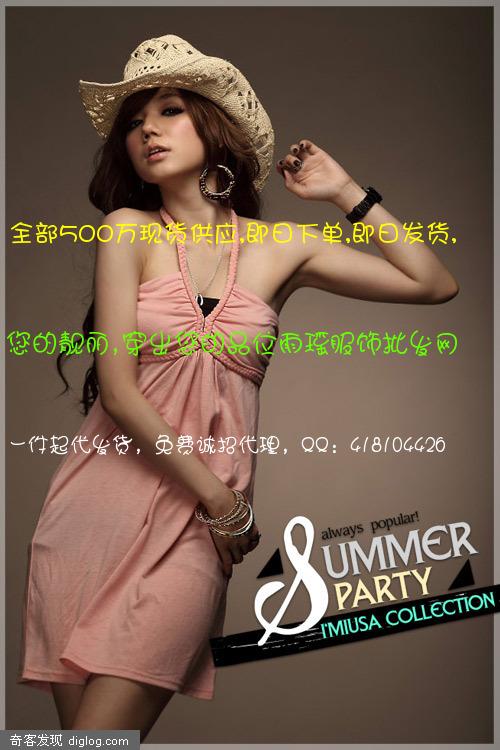 全部500万现货供应,即日下单,即日发货,
您的靓丽,穿出您的品位雨瑶服饰批发网
一件起代发货，免费诚招代理，QQ：418104426
always popular!
SUMMER
PARTY
I'MIUSA COLLECTION
奇客发现 diglog.com